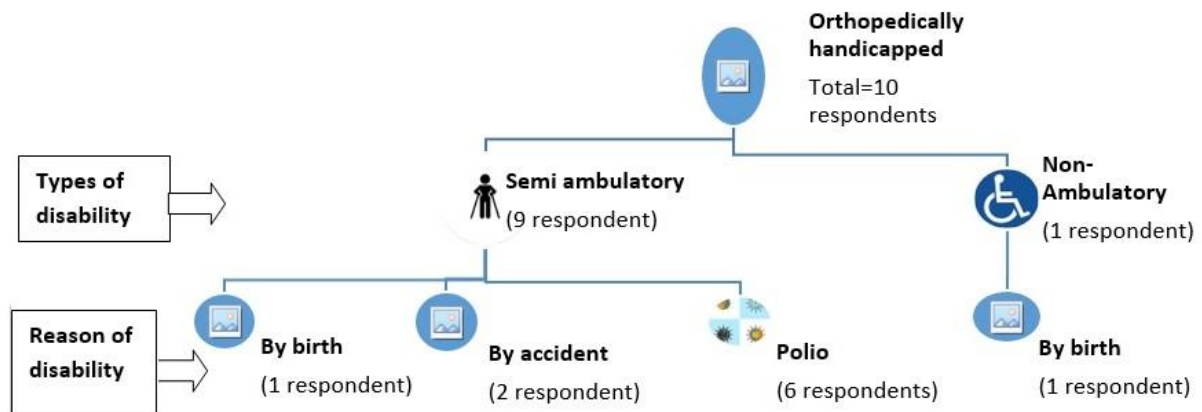 Orthopedically
handicapped
Total=10
respondents
Types of
disability
Semi ambulatory
(9 respondent)
Non-
Ambulatory
(1 respondent)
Reason of
disability
By birth
(1 respondent)
By accident
(2 respondent)
Polio
(6 respondents)
By birth
(1 respondent)